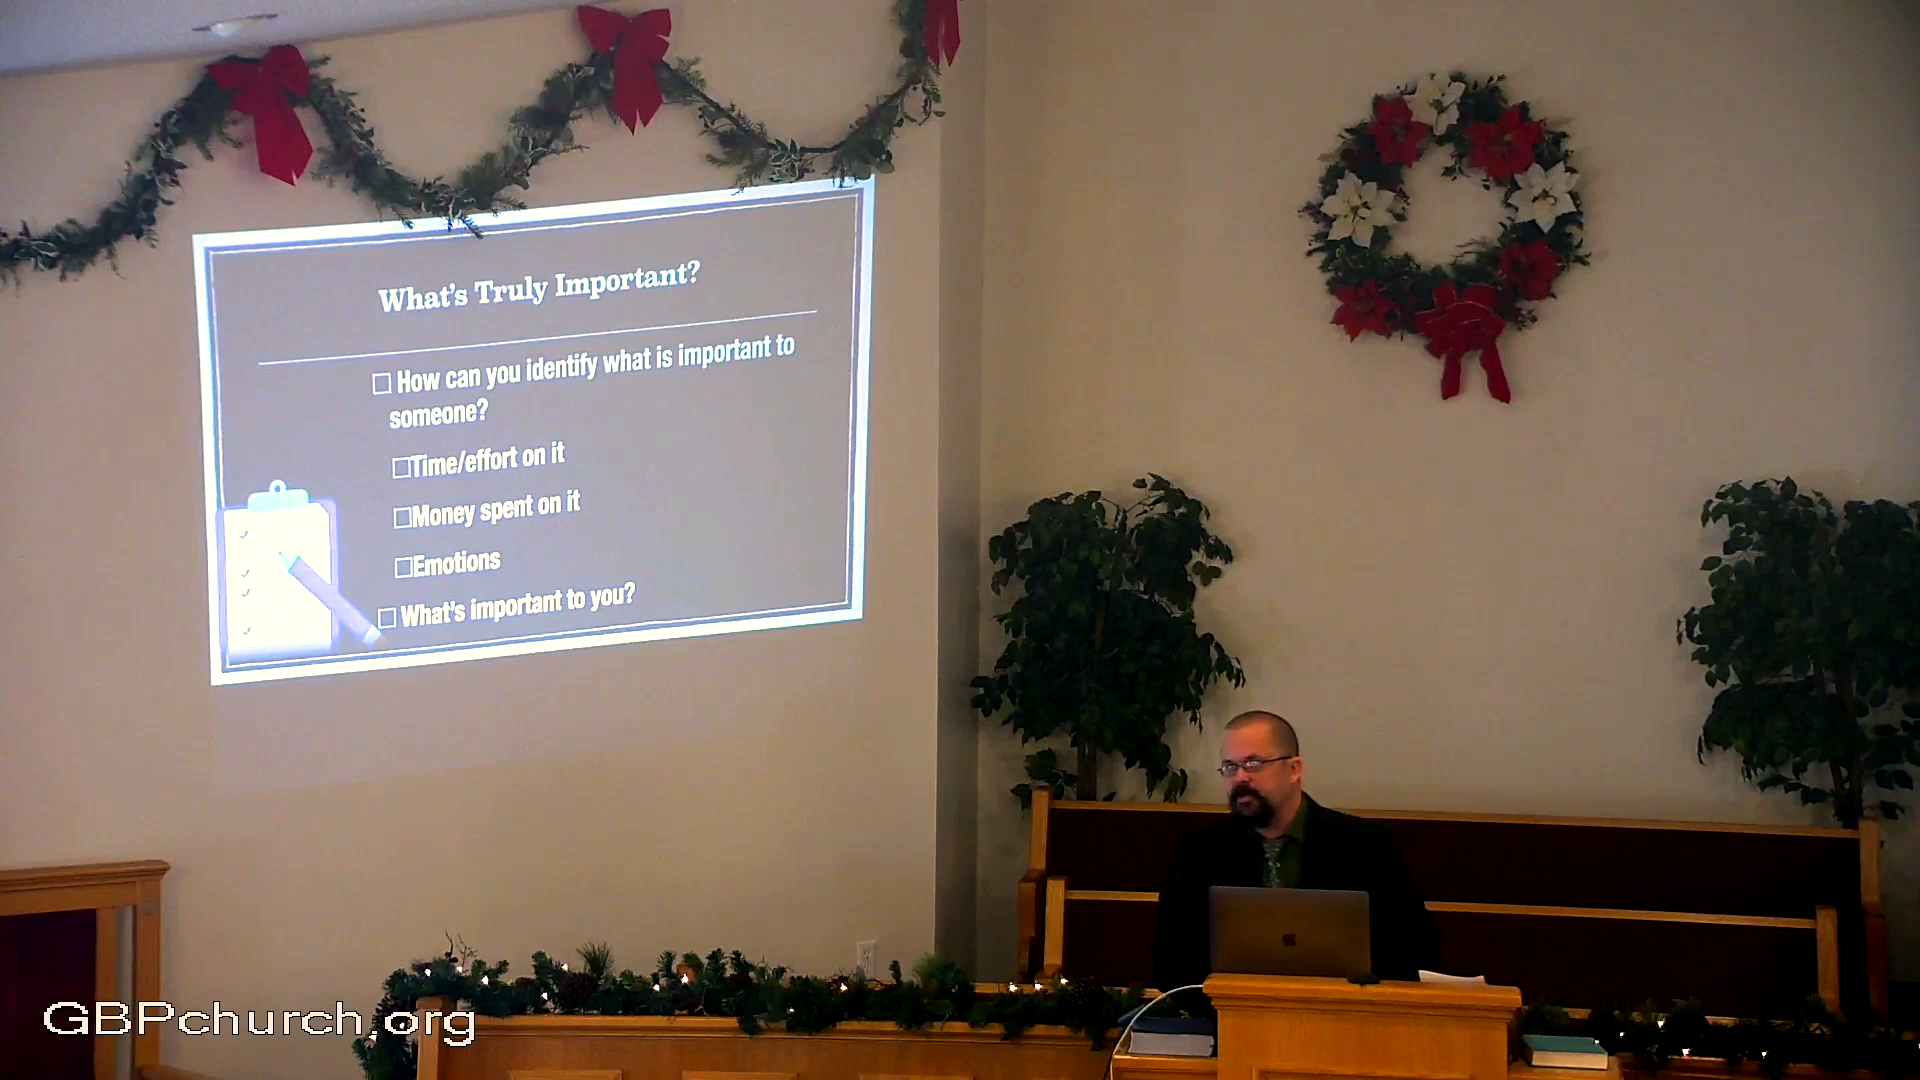 What's Truly Important?
How can you identify what is important to
someone?
Time/effort on it
Money spent on it
Emotions
What's important to you?
GBPchurch.org